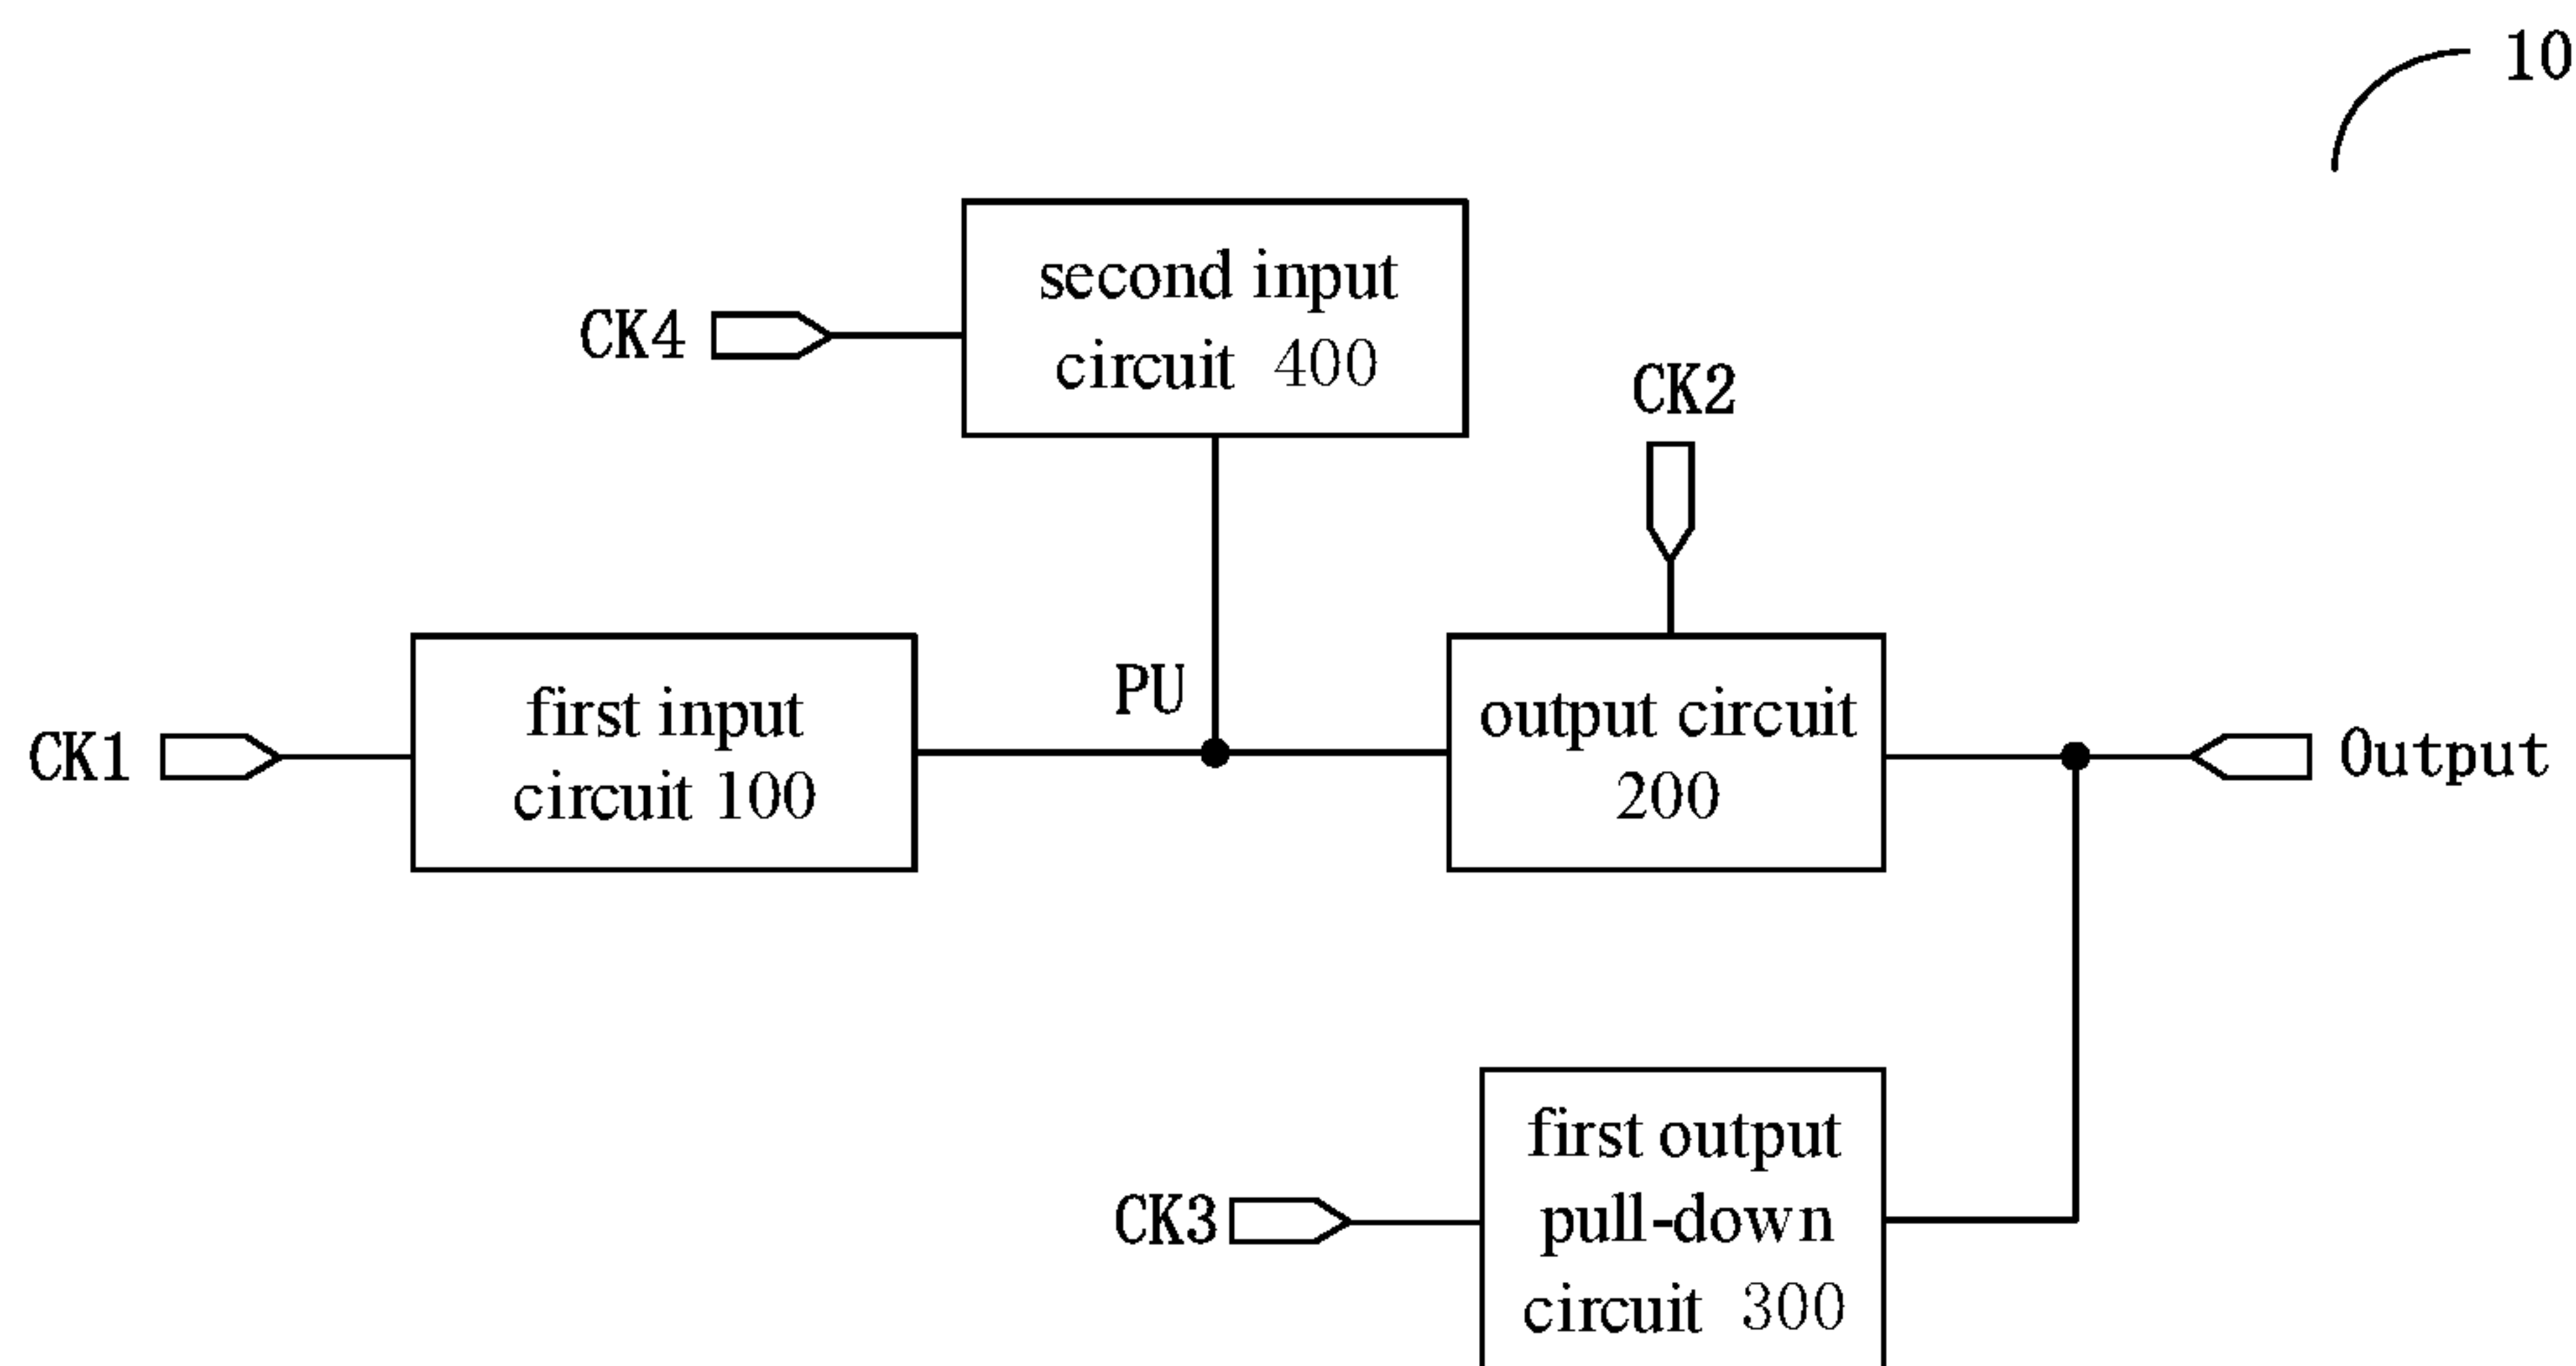 10
second input
circuit 400
CK4
CK2
PU
first input
circuit 100
output circuit
200
CK1
Output
first output
pull-down
circuit 300
CK3